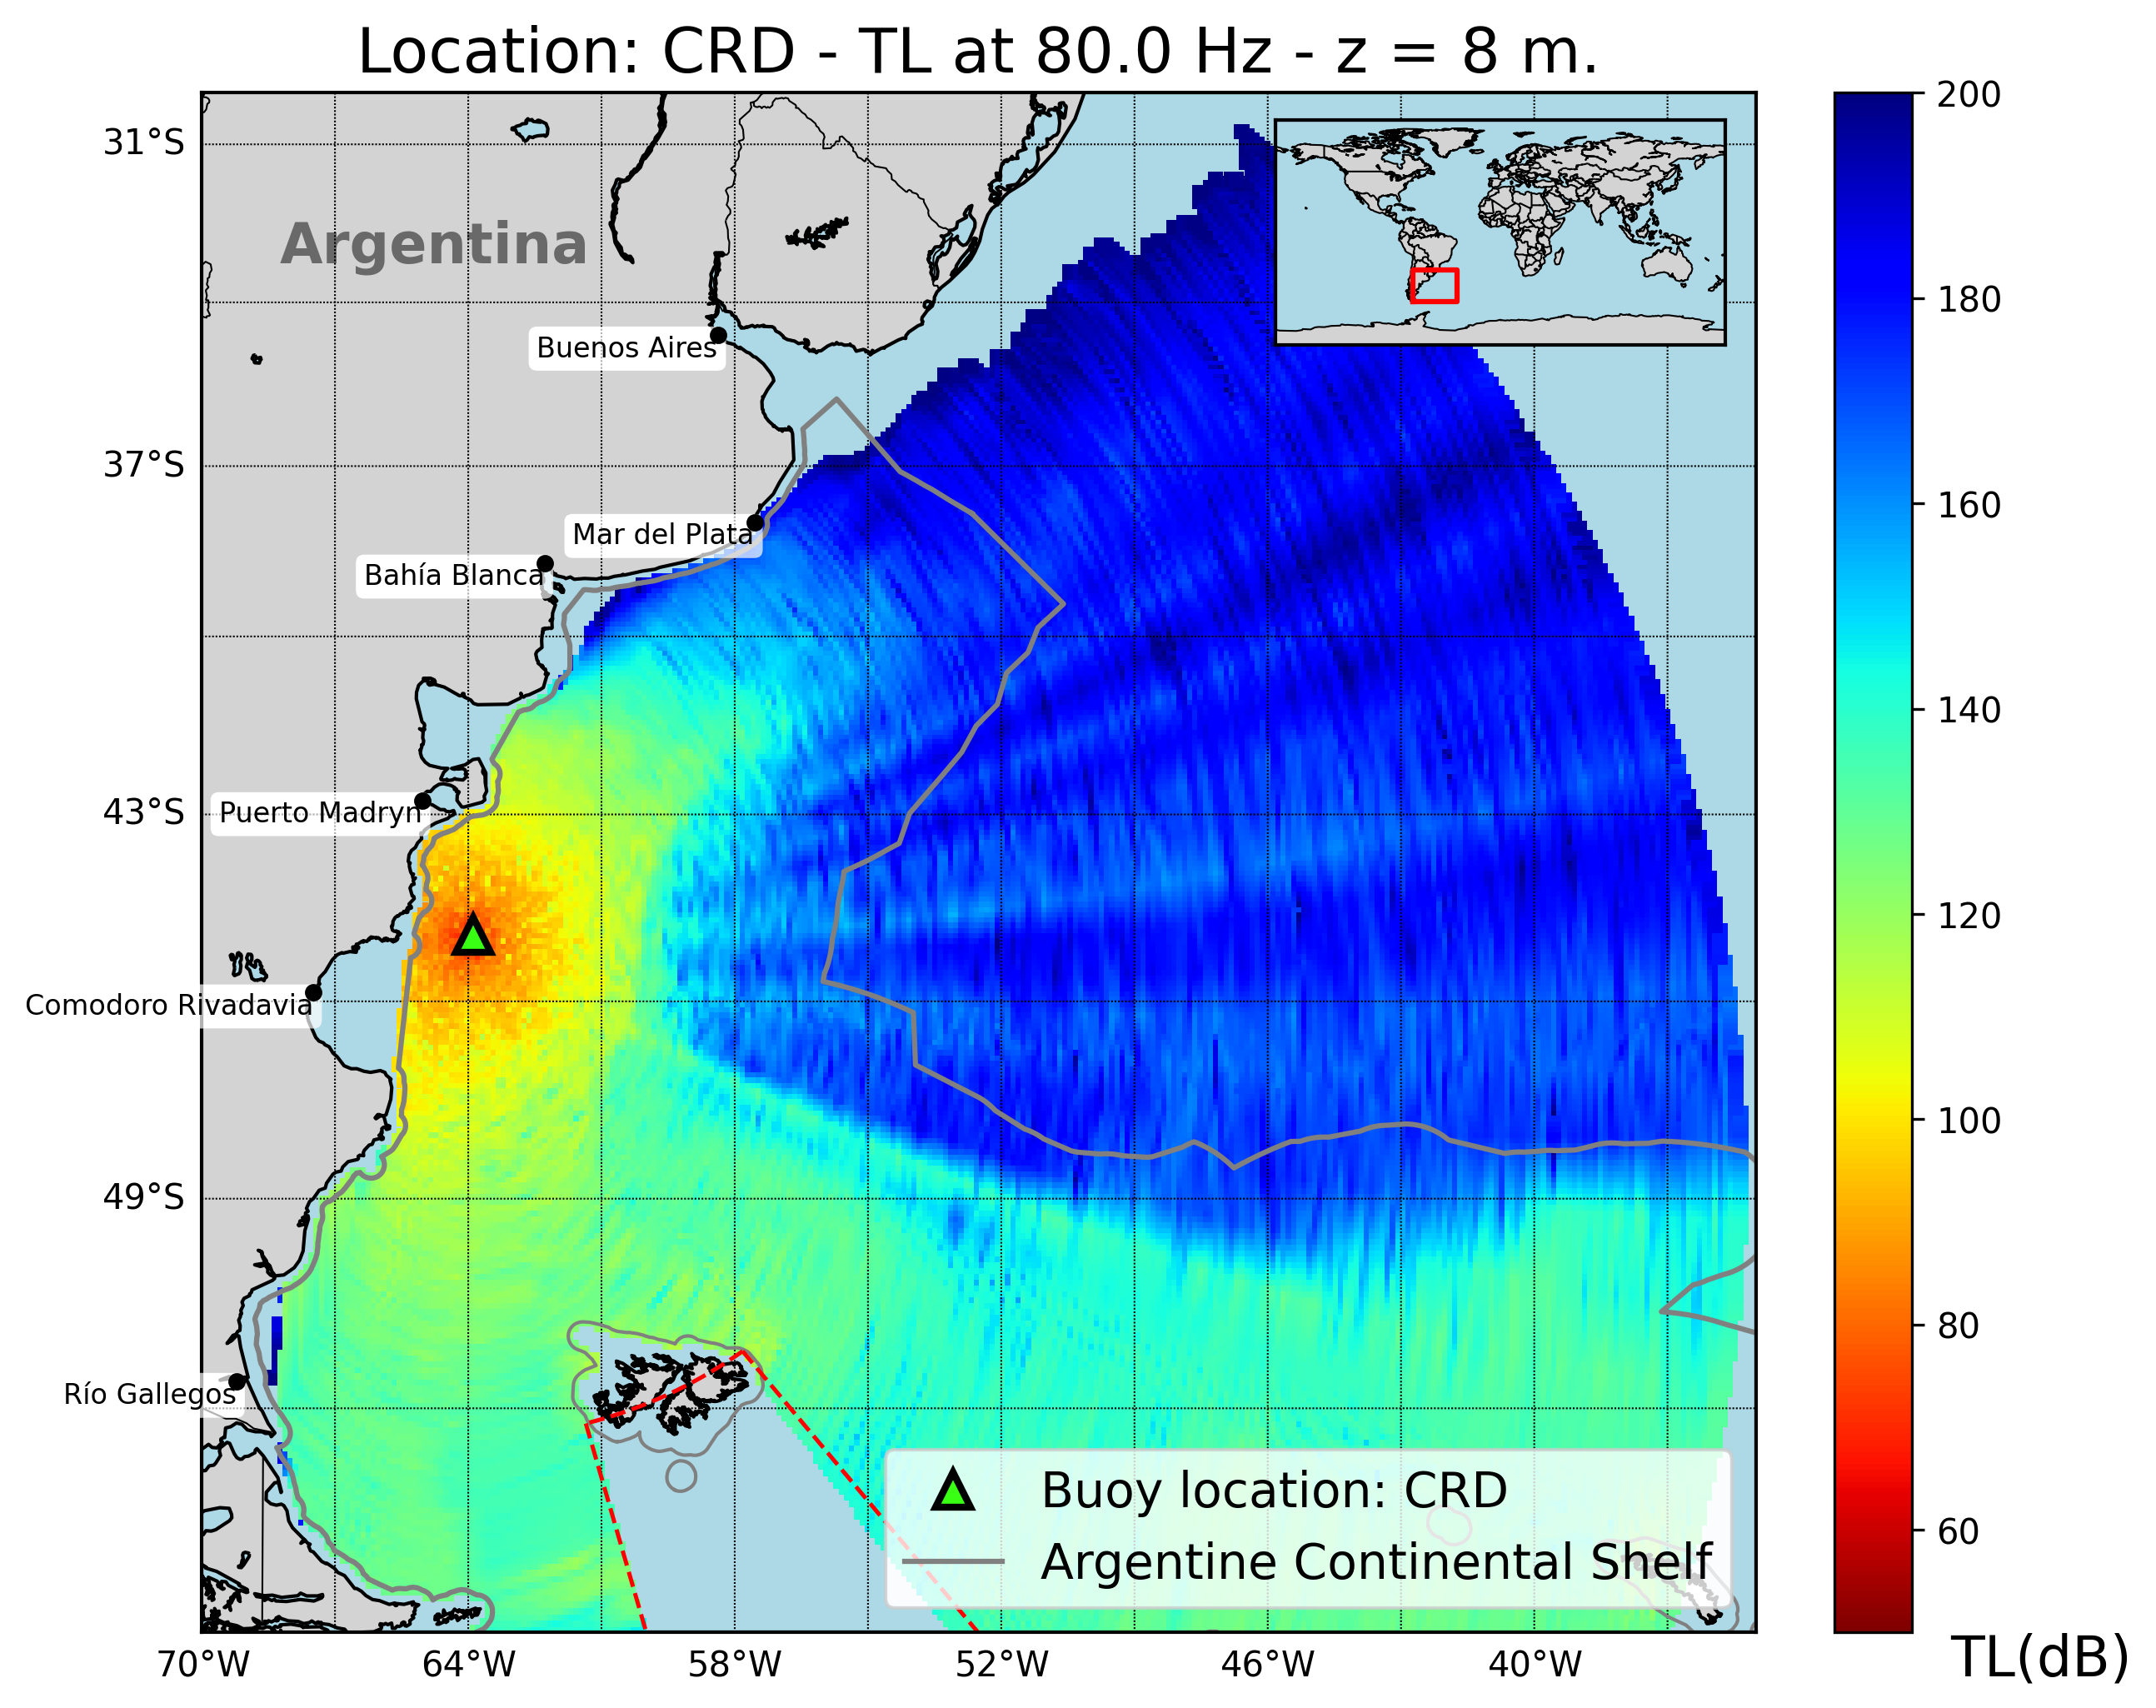 Location: CRD - TL at 80.0 Hz - z = 8 m.
31°S
37°S
43°S
49°S
Argentina
Buenos Aires
Mar del Plata
Bahía Blanca
Puerto Madryn
Comodoro Rivadavia
Río Gallegos
Buoy location: CRD
Argentine Continental Shelf
70°W
64°W
58°W
52°W
46°W
40°W
200
180
160
140
120
100
80
60
TL(dB)